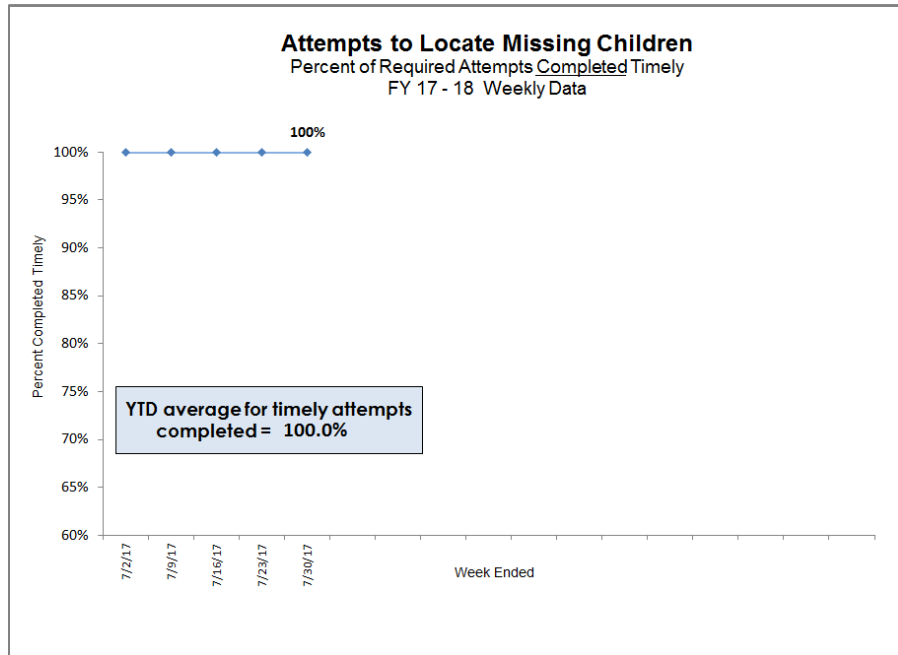 Attempts to Locate Missing Children
Percent of Required Attempts Completed Timely
FY 17 - 18 Weekly Data
100%
100%
95%
90%
85%
80%
75%
70%
65%
60%
Percent Completed Timely
YTD average for timely attempts
completed = 100.0%
7/2/17
7/9/17
7/16/17
7/23/17
7/30/17
Week Ended